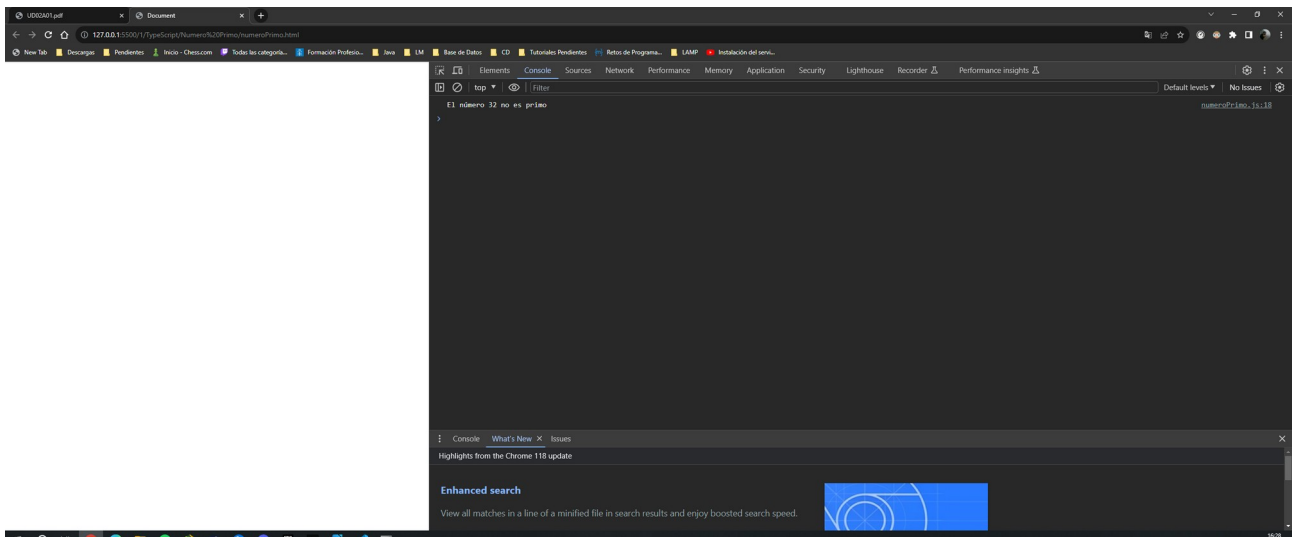 UD02A01.pdf Document
127.0.0.1:5500/1/TypeScript/Numero%20Primo/numeroPrimo.html
New Tab Descargas Pendientes Inicio - Chess.com Todas las categoría... Formación Profesio... Java LM Base de Datos CD Tutoriales Pendientes Retos de Programa... LAMP Instalación del servi...
Elements Console Sources Network Performance Memory Application Security Lighthouse Recorder Performance insights
top Filter Default levels No Issues
El número 32 no es primo numeroPrimo.js:18
Console What's New Issues
Highlights from the Chrome 118 update
Enhanced search
View all matches in a line of a minified file in search results and enjoy boosted search speed.
16:28